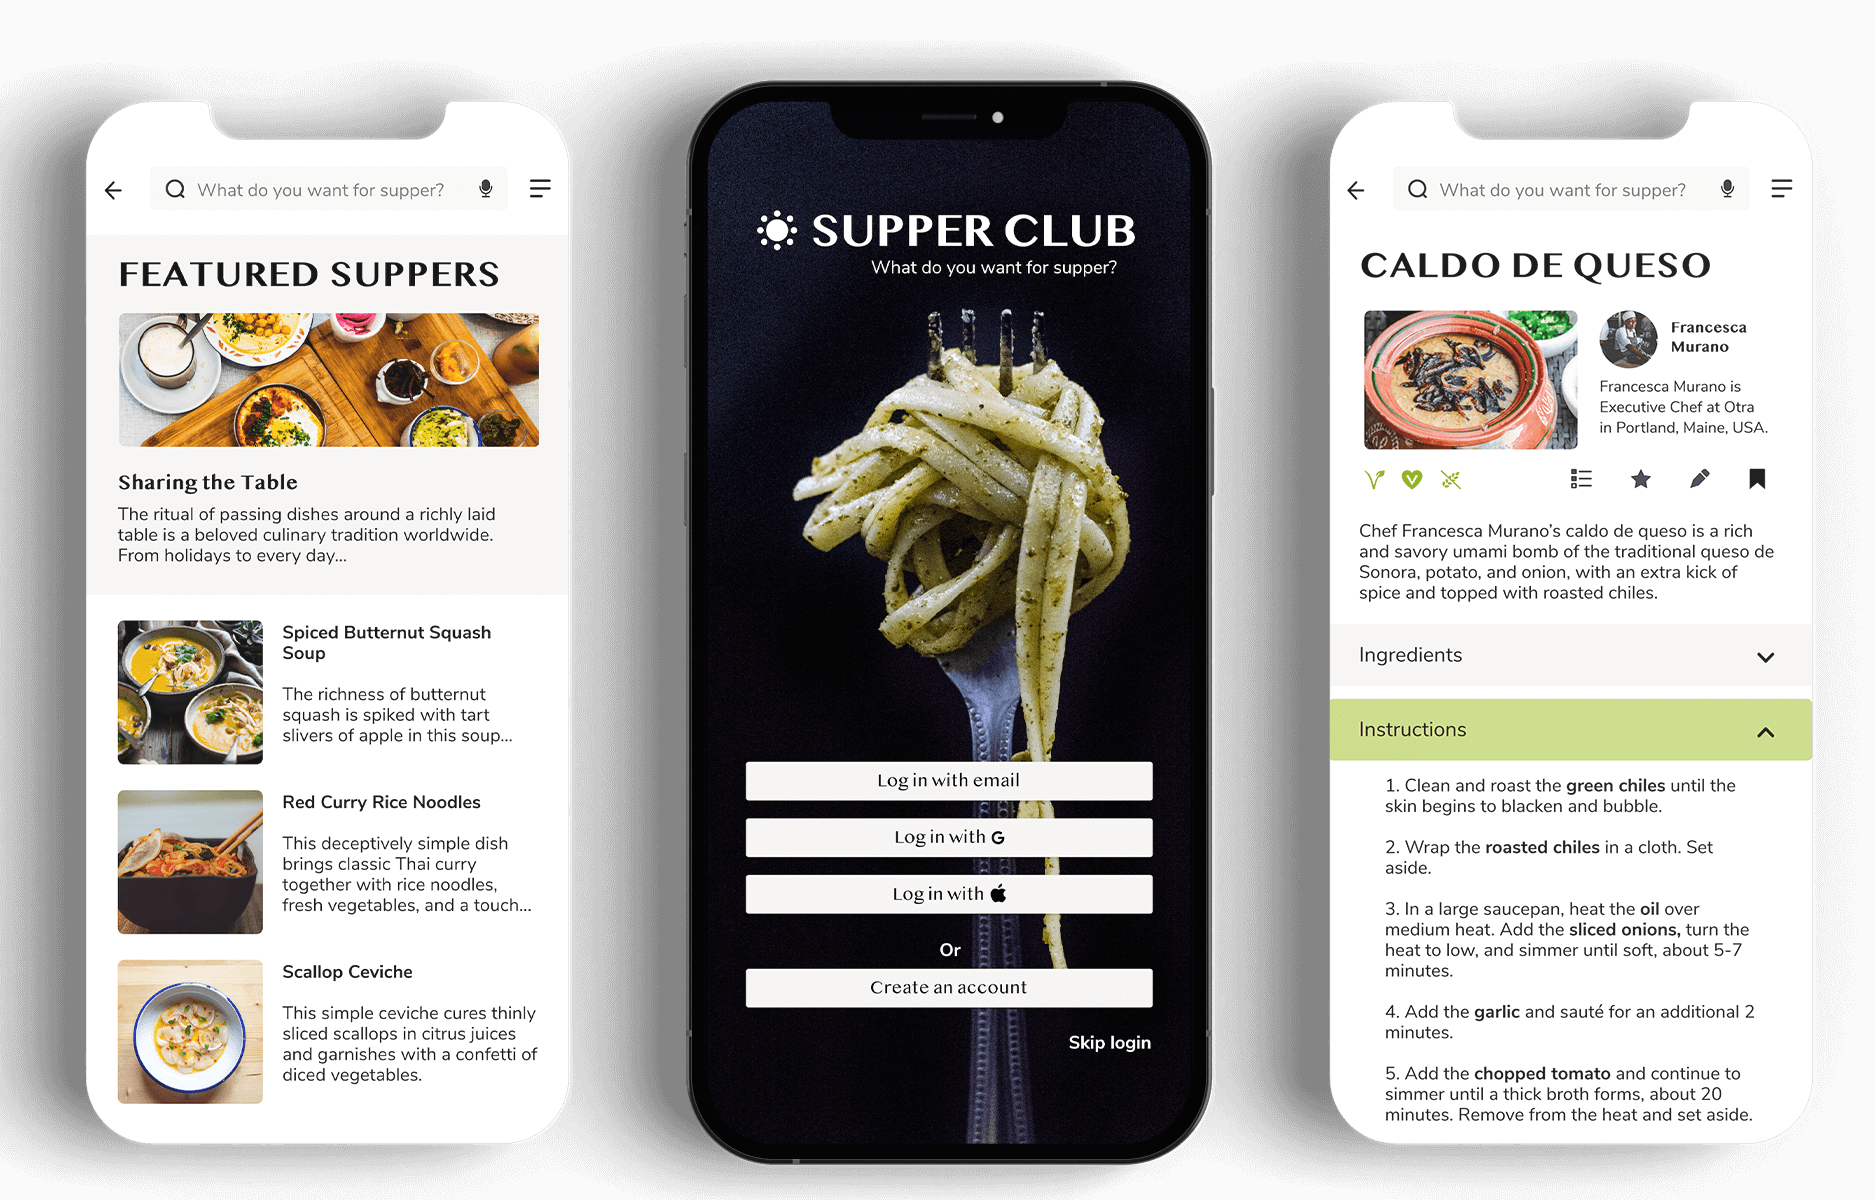 What do you want for supper?
FEATURED SUPPERS
Sharing the Table
The ritual of passing dishes around a richly laid
table is a beloved culinary tradition worldwide.
From holidays to every day...
Spiced Butternut Squash
Soup
The richness of butternut
squash is spiked with tart
slivers of apple in this soup...
Red Curry Rice Noodles
This deceptively simple dish
brings classic Thai curry
together with rice noodles,
fresh vegetables, and a touch...
Scallop Ceviche
This simple ceviche cures thinly
sliced scallops in citrus juices
and garnishes with a confetti of
diced vegetables.
SUPPER CLUB
What do you want for supper?
Log in with email
Log in with G
Log in with
Or
Create an account
Skip login
What do you want for supper?
CALDO DE QUESO
Francesca
Murano
Francesca Murano is
Executive Chef at Otra
in Portland, Maine, USA.
Chef Francesca Murano’s caldo de queso is a rich
and savory umami bomb of the traditional queso de
Sonora, potato, and onion, with an extra kick of
spice and topped with roasted chiles.
Ingredients
Instructions
1. Clean and roast the green chiles until the
skin begins to blacken and bubble.
2. Wrap the roasted chiles in a cloth. Set
aside.
3. In a large saucepan, heat the oil over
medium heat. Add the sliced onions, turn the
heat to low, and simmer until soft, about 5-7
minutes.
4. Add the garlic and sauté for an additional 2
minutes.
5. Add the chopped tomato and continue to
simmer until a thick broth forms, about 20
minutes. Remove from the heat and set aside.